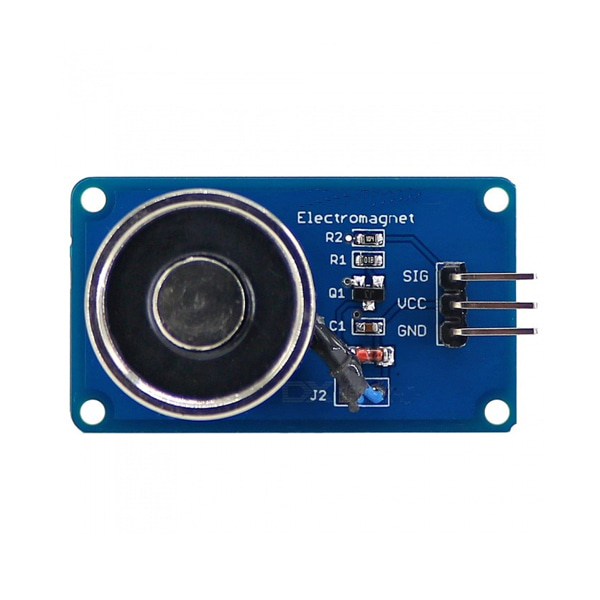 Electromagnet
R2
R1
Q1
C1
J2
SIG
VCC
GND